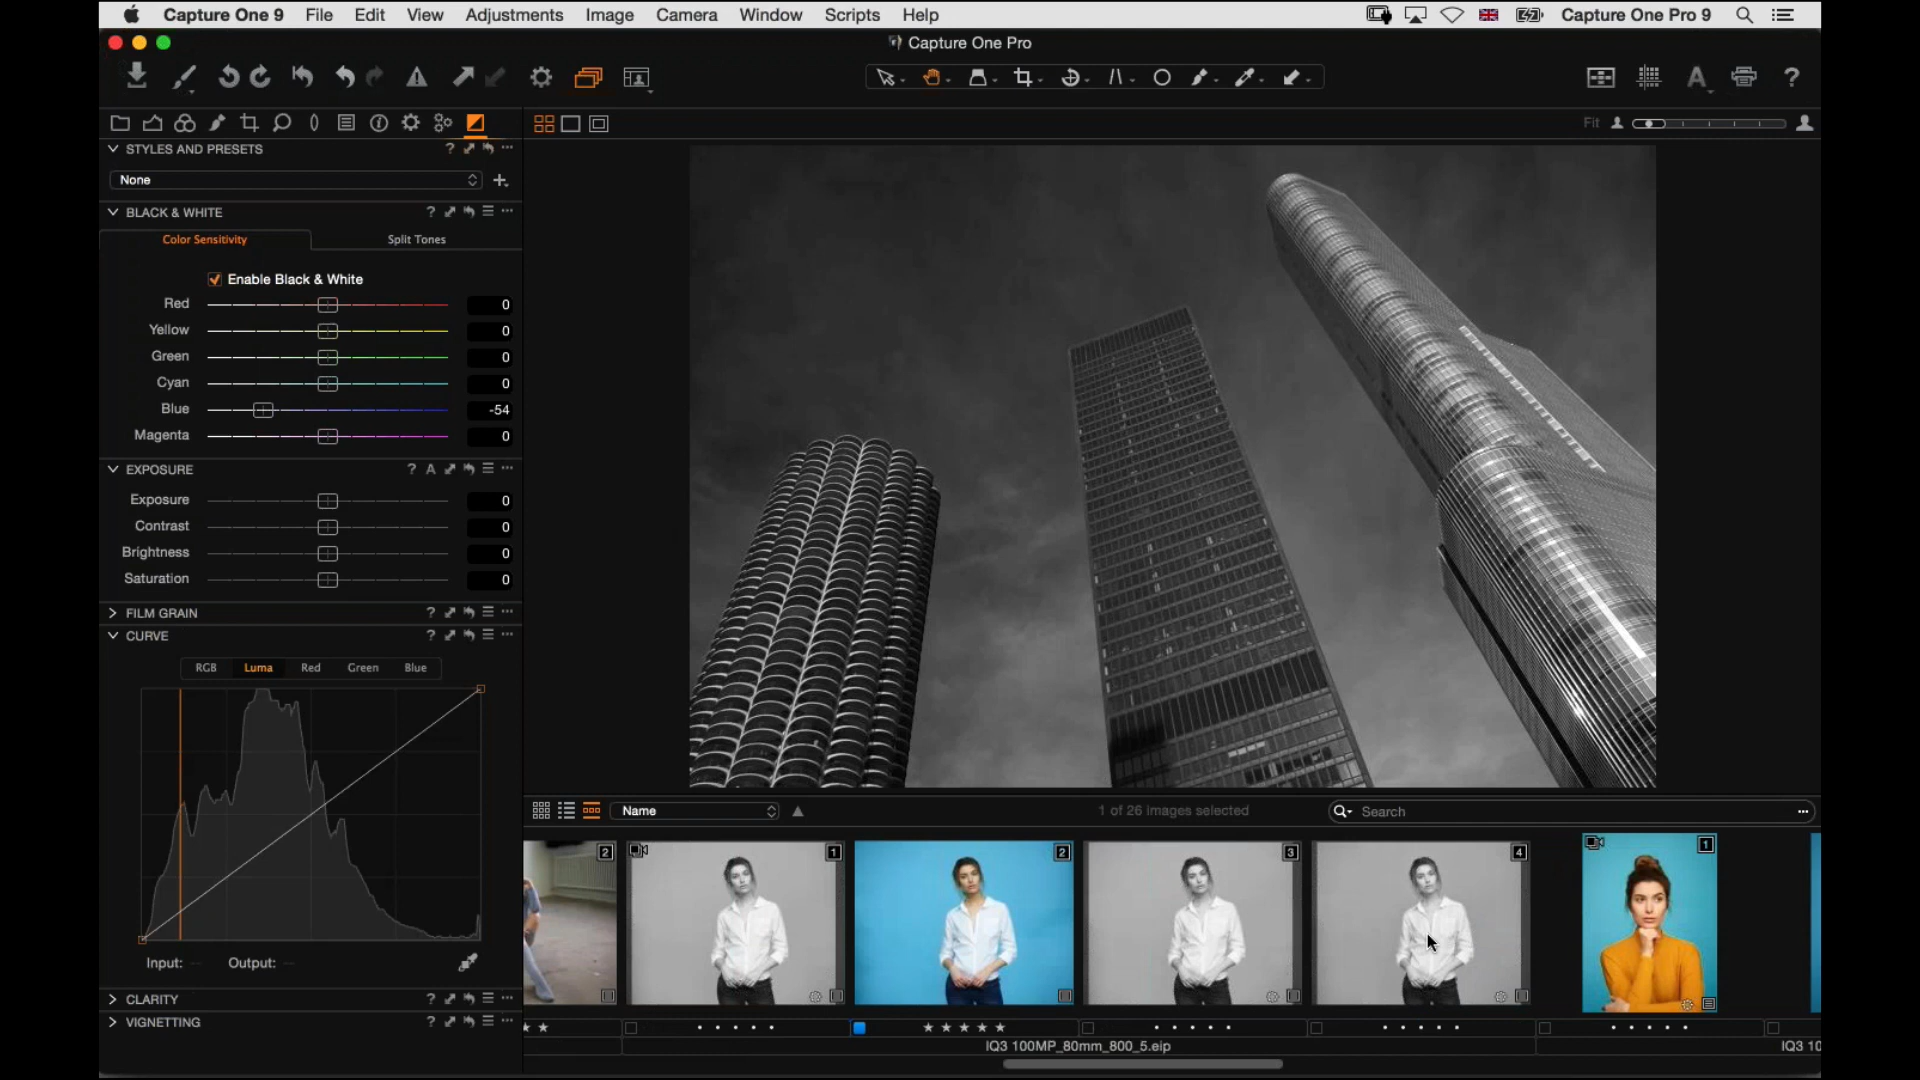 Capture One 9 File Edit View Adjustments Image Camera Window Scripts Help Capture One Pro 9
Capture One Pro
A ?
Fit
STYLES AND PRESETS ?
None
BLACK & WHITE ?
Color Sensitivity Split Tones
Enable Black & White
Red 0
Yellow 0
Green 0
Cyan 0
Blue -54
Magenta 0
EXPOSURE ? A
Exposure 0
Contrast 0
Brightness 0
Saturation 0
FILM GRAIN ?
CURVE ?
RGB Luma Red Green Blue
Input: -- Output: --
CLARITY ?
VIGNETTING ?
Name 1 of 26 images selected Search
2 1 2 3 4 1
IQ3 100MP_80mm_800_5.eip IQ3 10